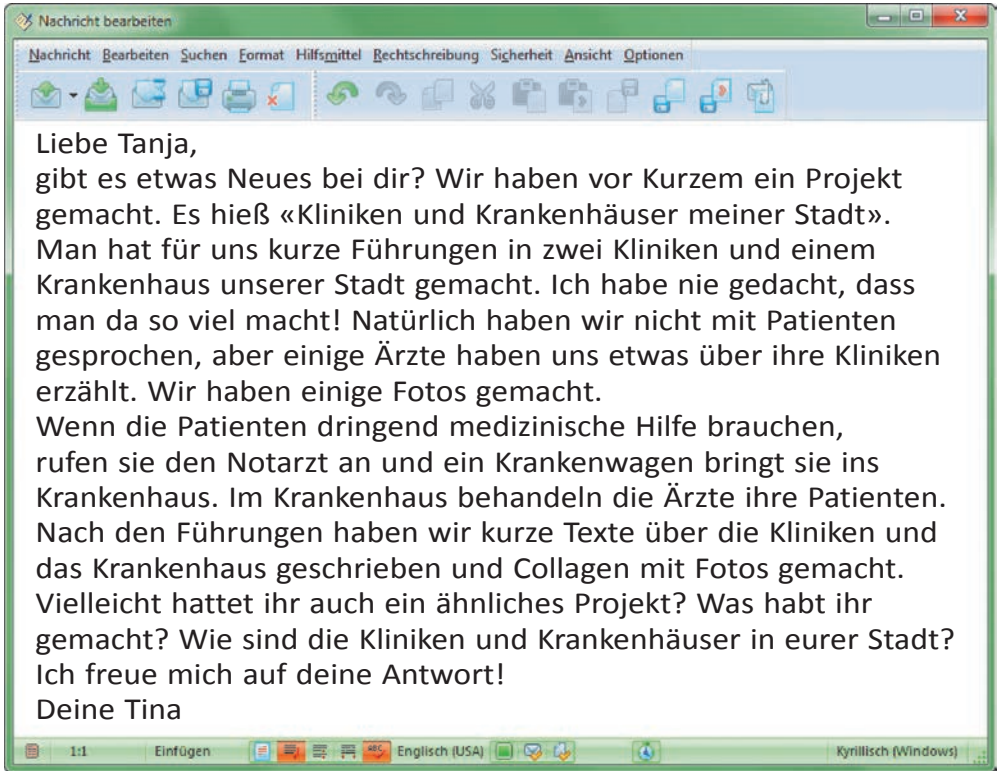 Nachricht bearbeiten
Nachricht Bearbeiten Suchen Format Hilfsmittel Rechtschreibung Sicherheit Ansicht Optionen
Liebe Tanja,
gibt es etwas Neues bei dir? Wir haben vor Kurzem ein Projekt
gemacht. Es hieß «Kliniken und Krankenhäuser meiner Stadt».
Man hat für uns kurze Führungen in zwei Kliniken und einem
Krankenhaus unserer Stadt gemacht. Ich habe nie gedacht, dass
man da so viel macht! Natürlich haben wir nicht mit Patienten
gesprochen, aber einige Ärzte haben uns etwas über ihre Kliniken
erzählt. Wir haben einige Fotos gemacht.
Wenn die Patienten dringend medizinische Hilfe brauchen,
rufen sie den Notarzt an und ein Krankenwagen bringt sie ins
Krankenhaus. Im Krankenhaus behandeln die Ärzte ihre Patienten.
Nach den Führungen haben wir kurze Texte über die Kliniken und
das Krankenhaus geschrieben und Collagen mit Fotos gemacht.
Vielleicht hattet ihr auch ein ähnliches Projekt? Was habt ihr
gemacht? Wie sind die Kliniken und Krankenhäuser in eurer Stadt?
Ich freue mich auf deine Antwort!
Deine Tina
1:1 Einfügen ABC Englisch (USA) Kyrillisch (Windows)